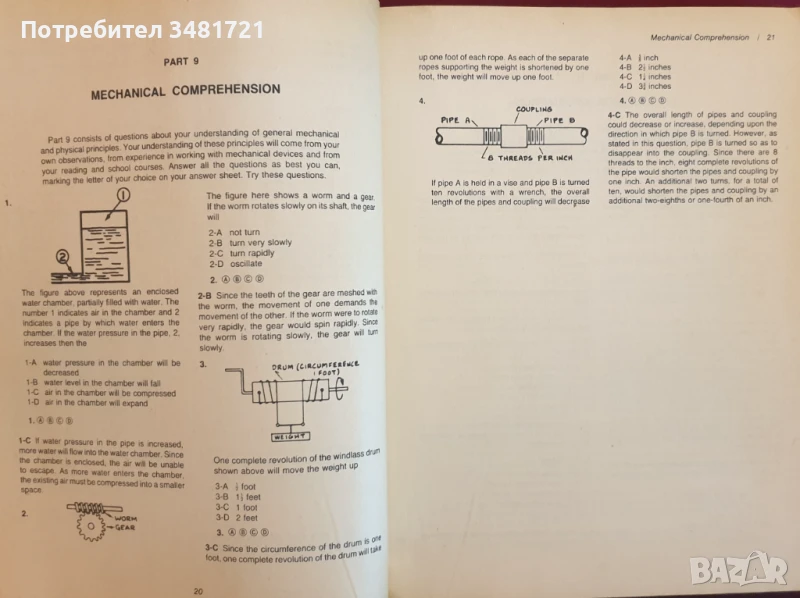 Потребител 3481721
PART 9
MECHANICAL COMPREHENSION
Part 9 consists of questions about your understanding of general mechanical
and physical principles. Your understanding of these principles will come from your
own observations, from experience in working with mechanical devices and from
your reading and school courses. Answer all the questions as best you can,
marking the letter of your choice on your answer sheet. Try these questions.
1.
1
2
The figure above represents an enclosed
water chamber, partially filled with water. The
number 1 indicates air in the chamber and 2
indicates a pipe by which water enters the
chamber. If the water pressure in the pipe, 2,
increases then the
1-A water pressure in the chamber will be
decreased
1-B water level in the chamber will fall
1-C air in the chamber will be compressed
1-D air in the chamber will expand
1. Ⓐ Ⓑ Ⓒ Ⓓ
1-C If water pressure in the pipe is increased,
more water will flow into the water chamber. Since
the chamber is enclosed, the air will be unable
to escape. As more water enters the chamber,
the existing air must be compressed into a smaller
space.
2.
WORM
GEAR
The figure here shows a worm and a gear.
If the worm rotates slowly on its shaft, the gear
will
2-A not turn
2-B turn very slowly
2-C turn rapidly
2-D oscillate
2. Ⓐ Ⓑ Ⓒ Ⓓ
2-B Since the teeth of the gear are meshed with
the worm, the movement of one demands the
movement of the other. If the worm were to rotate
very rapidly, the gear would spin rapidly. Since
the worm is rotating slowly, the gear will turn
slowly.
3.
DRUM (CIRCUMFERENCE
1 FOOT)
WEIGHT
One complete revolution of the windlass drum
shown above will move the weight up
3-A foot
3-B feet
3-C 1 foot
3-D 2 feet
3. Ⓐ Ⓑ Ⓒ Ⓓ
3-C Since the circumference of the drum is one
foot, one complete revolution of the drum will take
20
Mechanical Comprehension / 21
up one foot of each rope. As each of the separate
ropes supporting the weight is shortened by one
foot, the weight will move up one foot.
4.
COUPLING
PIPE A
PIPE B
8 THREADS PER INCH
If pipe A is held in a vise and pipe B is turned
ten revolutions with a wrench, the overall
length of the pipes and coupling will decrease
4-A inch
4-B inches
4-C inches
4-D inches
4. Ⓐ Ⓑ Ⓒ Ⓓ
4-C The overall length of pipes and coupling
could decrease or increase, depending upon the
direction in which pipe B is turned. However, as
stated in this question, pipe B is turned so as to
disappear into the coupling. Since there are 8
threads to the inch, eight complete revolutions of
the pipe would shorten the pipes and coupling by
one inch. An additional two turns, for a total of
ten, would shorten the pipes and coupling by an
additional two-eighths or one-fourth of an inch.
BAZAR